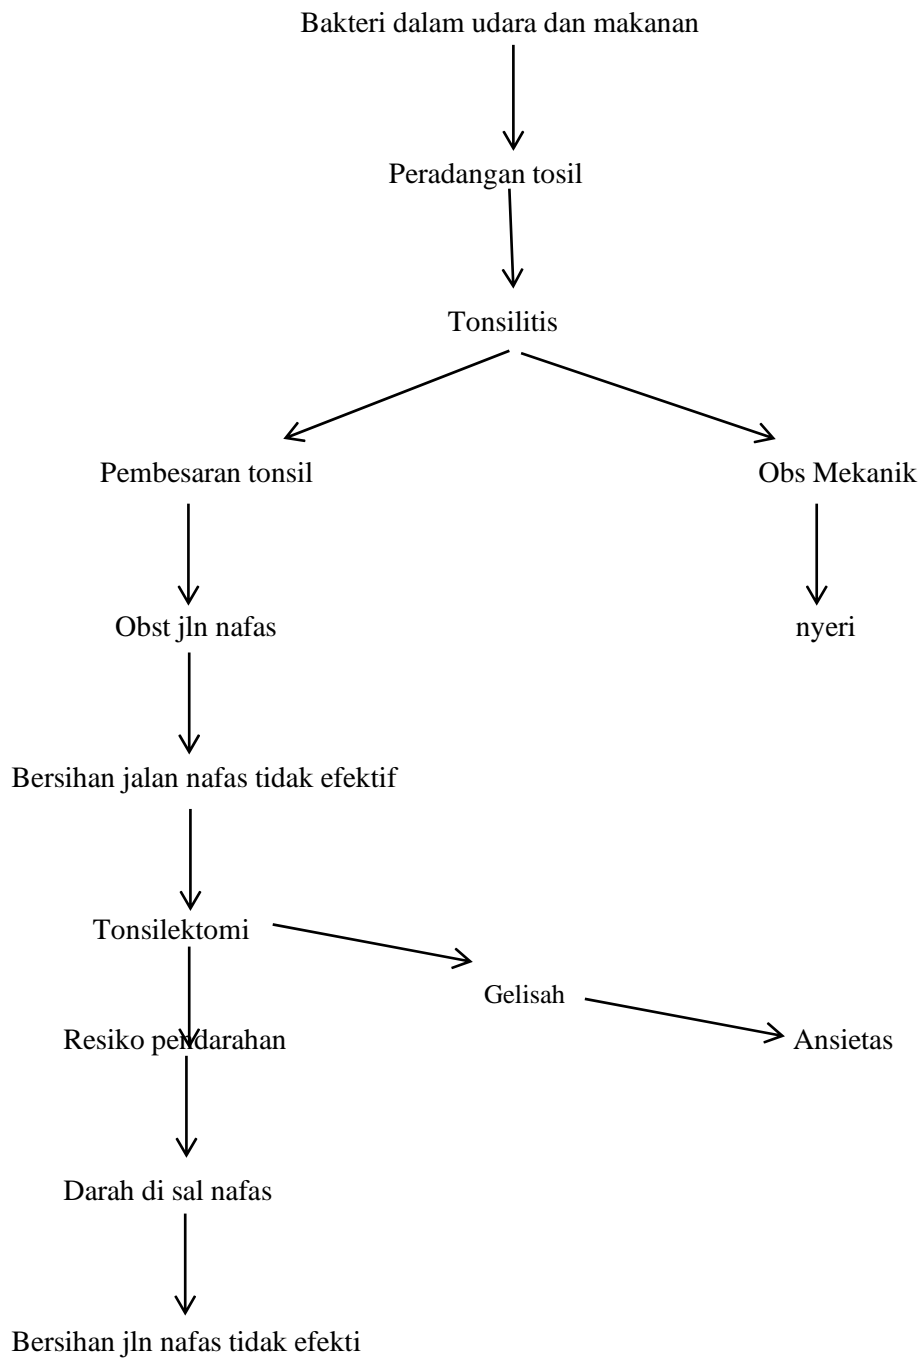 Bakteri dalam udara dan makanan
Peradangan tosil
Tonsilitis
Pembesaran tonsil
Obs Mekanik
Obst jln nafas
nyeri
Bersihan jalan nafas tidak efektif
Tonsilektomi
Gelisah
Resiko pendarahan
Ansietas
Darah di sal nafas
Bersihan jln nafas tidak efekti